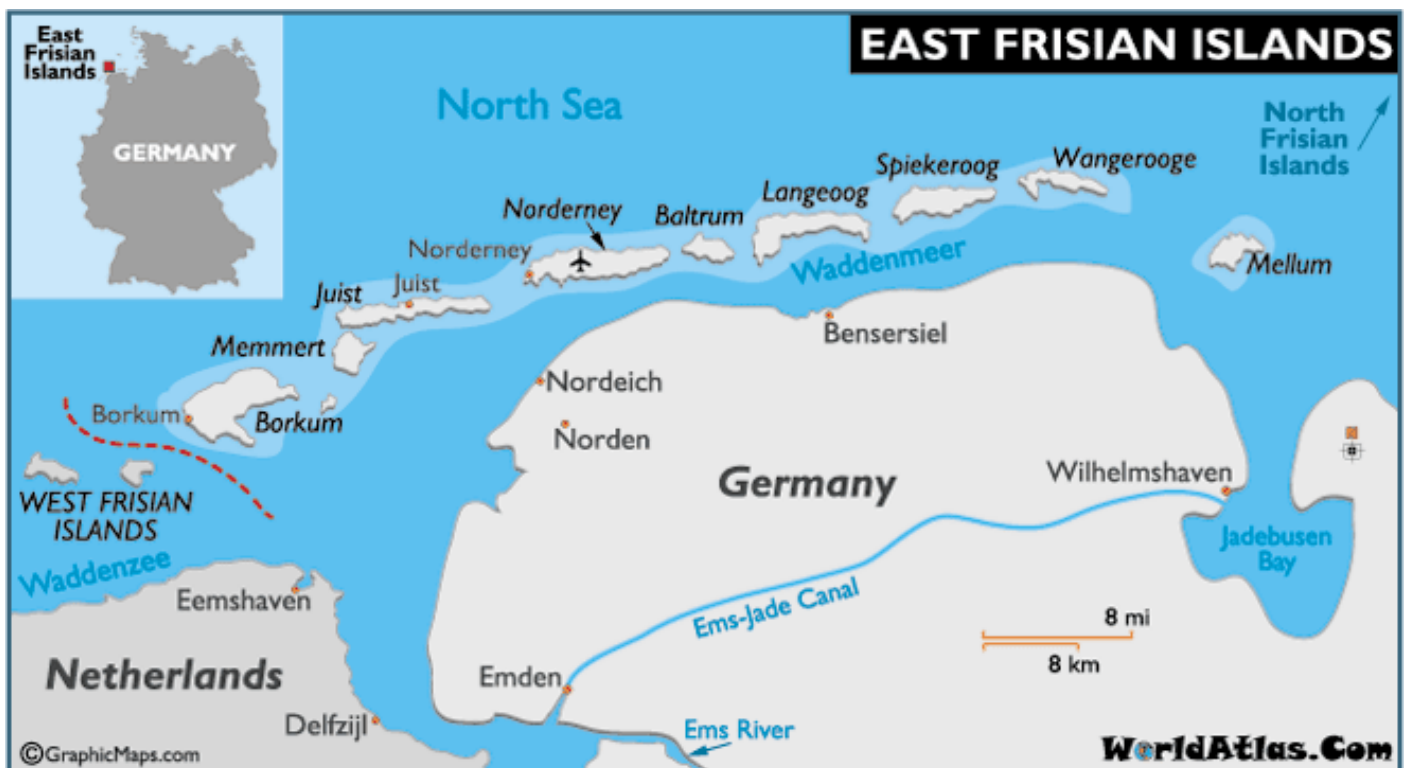 EAST FRISIAN ISLANDS
East
Frisian
Islands
GERMANY
North Sea
North
Frisian
Islands
Wangerooge
Spiekeroog
Langeoog
Baltrum
Norderney
Norderney
Waddenmeer
Mellum
Juist
Juist
Bensersiel
Memmert
Nordeich
Borkum
Borkum
Norden
WEST FRISIAN
ISLANDS
Germany
Wilhelmshaven
Jadebusen
Bay
Waddenzee
Eemshaven
Ems-Jade Canal
8 mi
8 km
Netherlands
Emden
Delfzijl
Ems River
©GraphicMaps.com
WorldAtlas.Com